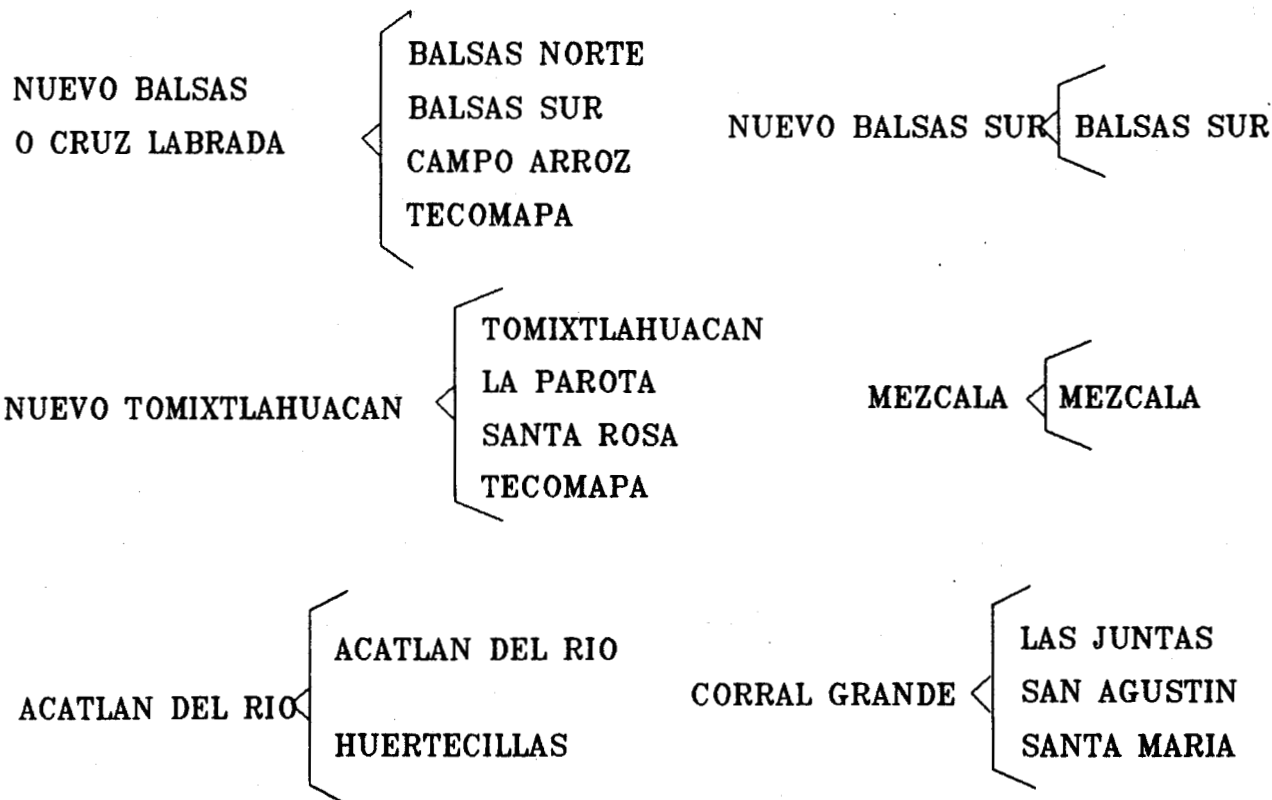 NUEVO BALSAS
O CRUZ LABRADA
BALSAS NORTE
BALSAS SUR
CAMPO ARROZ
TECOMAPA
NUEVO BALSAS SUR
BALSAS SUR
NUEVO TOMIXTLAHUACAN
TOMIXTLAHUACAN
LA PAROTA
SANTA ROSA
TECOMAPA
MEZCALA
MEZCALA
ACATLAN DEL RIO
ACATLAN DEL RIO
HUERTECILLAS
CORRAL GRANDE
LAS JUNTAS
SAN AGUSTIN
SANTA MARIA